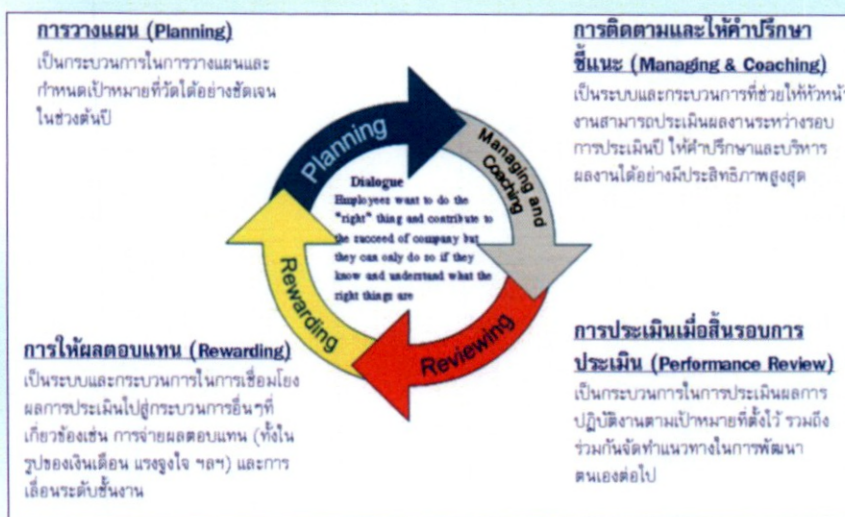 การวางแผน (Planning)
เป็นกระบวนการในการวางแผนและ
กำหนดเป้าหมายที่วัดได้อย่างชัดเจน
ในช่วงต้นปี
การติดตามและให้คำปรึกษา
ชี้แนะ (Managing & Coaching)
เป็นระบบและกระบวนการที่ช่วยให้หัวหน้า
งานสามารถประเมินผลงานระหว่างรอบ
การประเมินปี ให้คำปรึกษาและบริหาร
ผลงานได้อย่างมีประสิทธิภาพสูงสุด
Planning
Managing and
Coaching
Reviewing
Rewarding
Dialogue
Employees want to do the
"right" thing and contribute to
the succeed of company but
they can only do so if they
know and understand what the
right things are
การให้ผลตอบแทน (Rewarding)
เป็นระบบและกระบวนการในการเชื่อมโยง
ผลการประเมินไปสู่กระบวนการอื่นๆที่
เกี่ยวข้องเช่น การจ่ายผลตอบแทน (ทั้งใน
รูปของเงินเดือน แรงจูงใจ ฯลฯ) และการ
เลื่อนระดับชั้นงาน
การประเมินเมื่อสิ้นรอบการ
ประเมิน (Performance Review)
เป็นกระบวนการในการประเมินผลการ
ปฏิบัติงานตามเป้าหมายที่ตั้งไว้ รวมถึง
ร่วมกันจัดทำแนวทางในการพัฒนา
ตนเองต่อไป